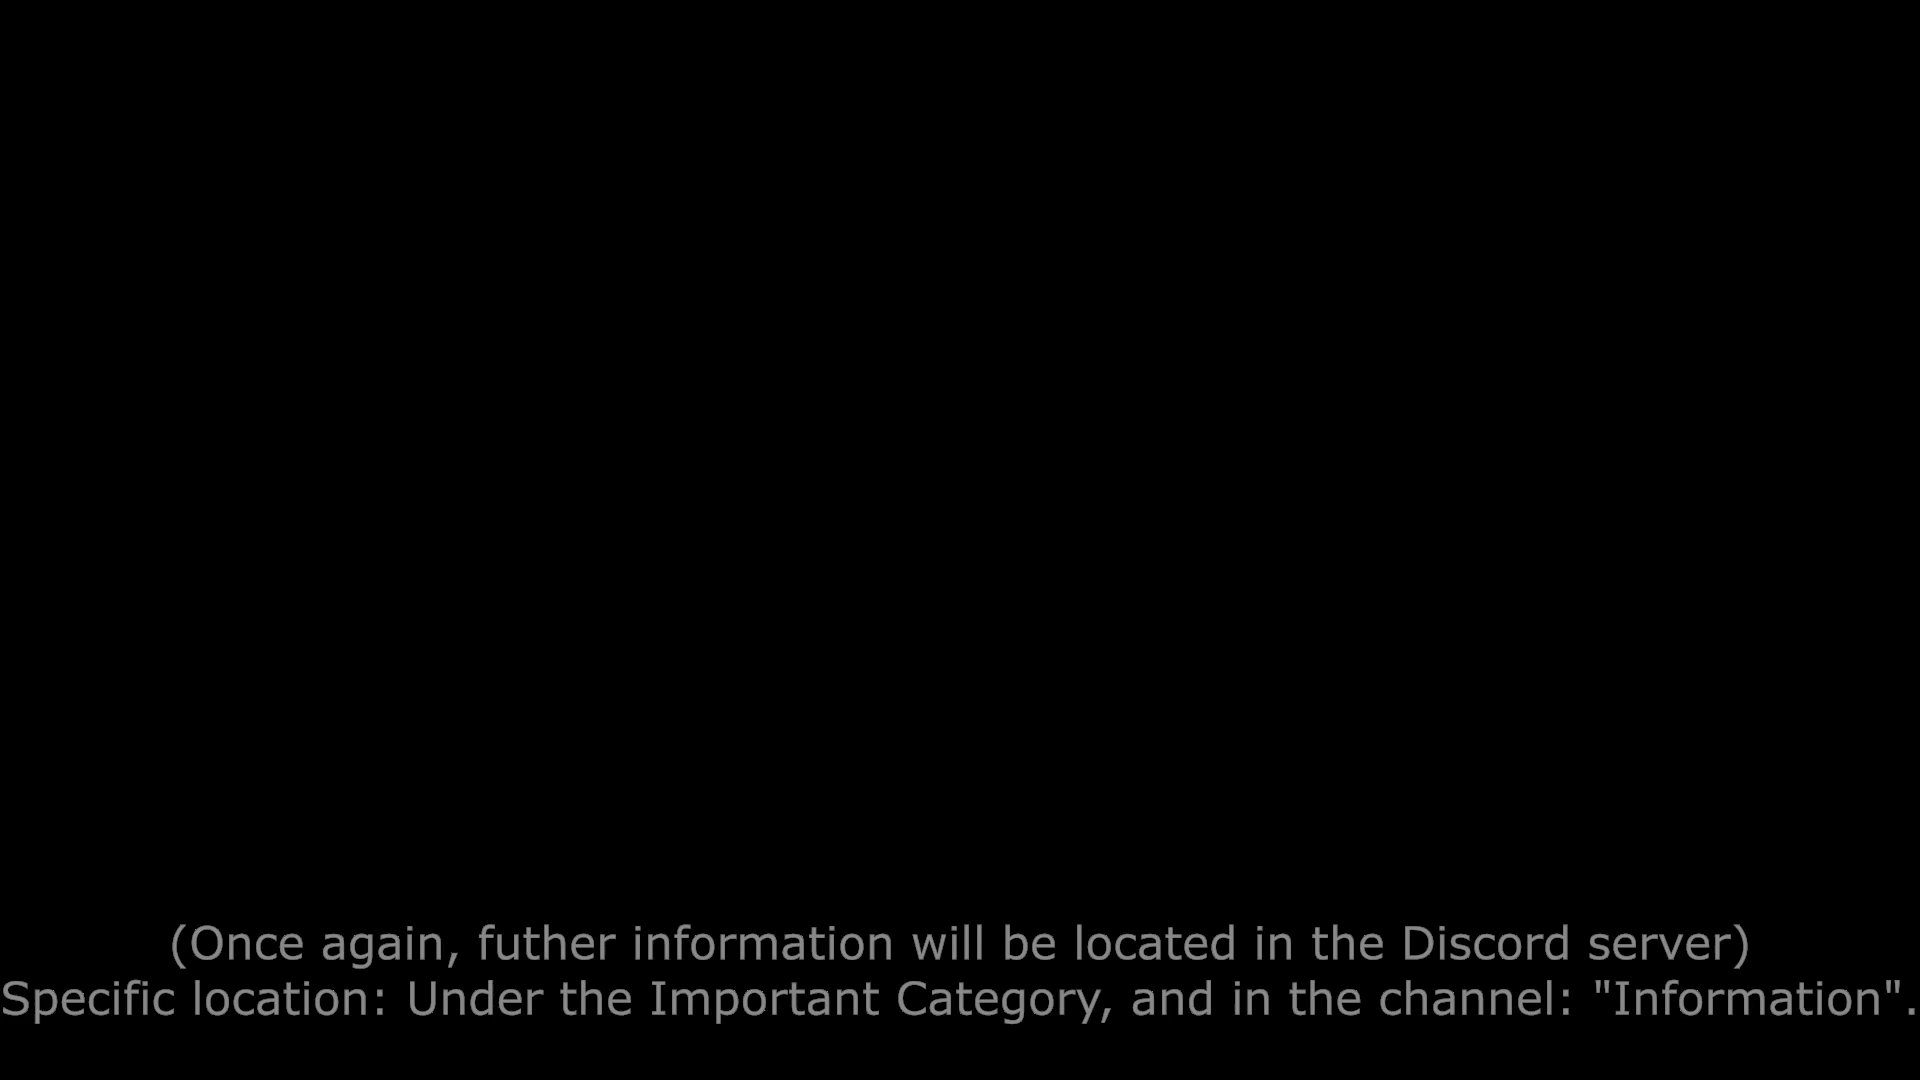 (Once again, futher information will be located in the Discord server)
Specific location: Under the Important Category, and in the channel: "Information".